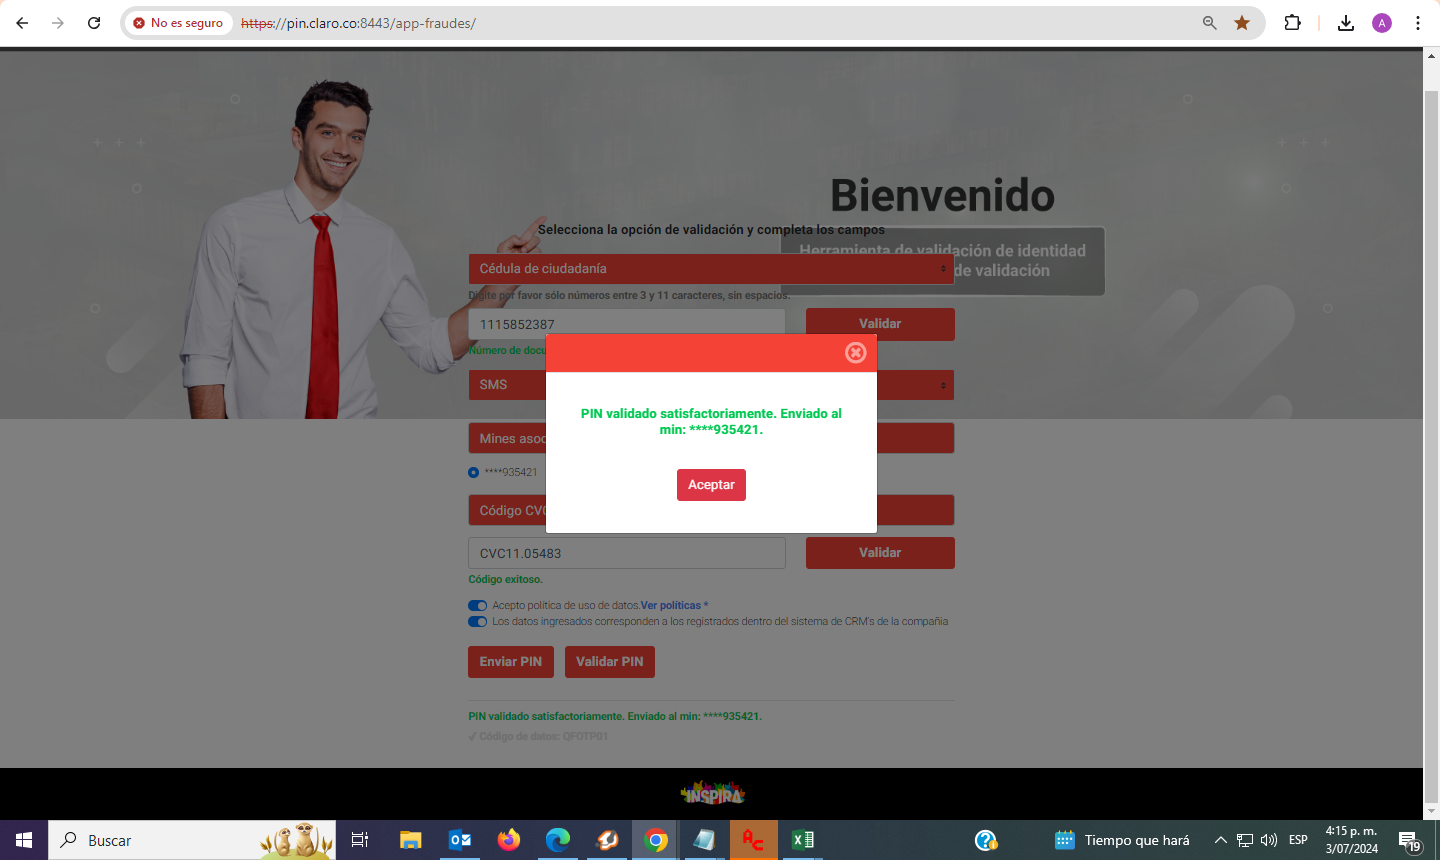 No es seguro
https://pin.claro.co:8443/app-fraudes/
A
Bienvenido
Selecciona la opción de validación y completa los campos
Herramienta de validación de identidad
de validación
Cédula de ciudadanía
Digite por favor sólo números entre 3 y 11 caracteres, sin espacios.
1115852387
Validar
Número de docu
SMS
PIN validado satisfactoriamente. Enviado al
min: ****935421.
Mines asoc
****935421
Aceptar
Código CVC
CVC11.05483
Validar
Código exitoso.
Acepto política de uso de datos.Ver políticas *
Los datos ingresados corresponden a los registrados dentro del sistema de CRM's de la compañia
Enviar PIN
Validar PIN
PIN validado satisfactoriamente. Enviado al min: ****935421.
✔ Código de datos: QFOTP01
INSPIRA
Buscar
AC
Tiempo que hará
ESP
4:15 p. m.
3/07/2024
19